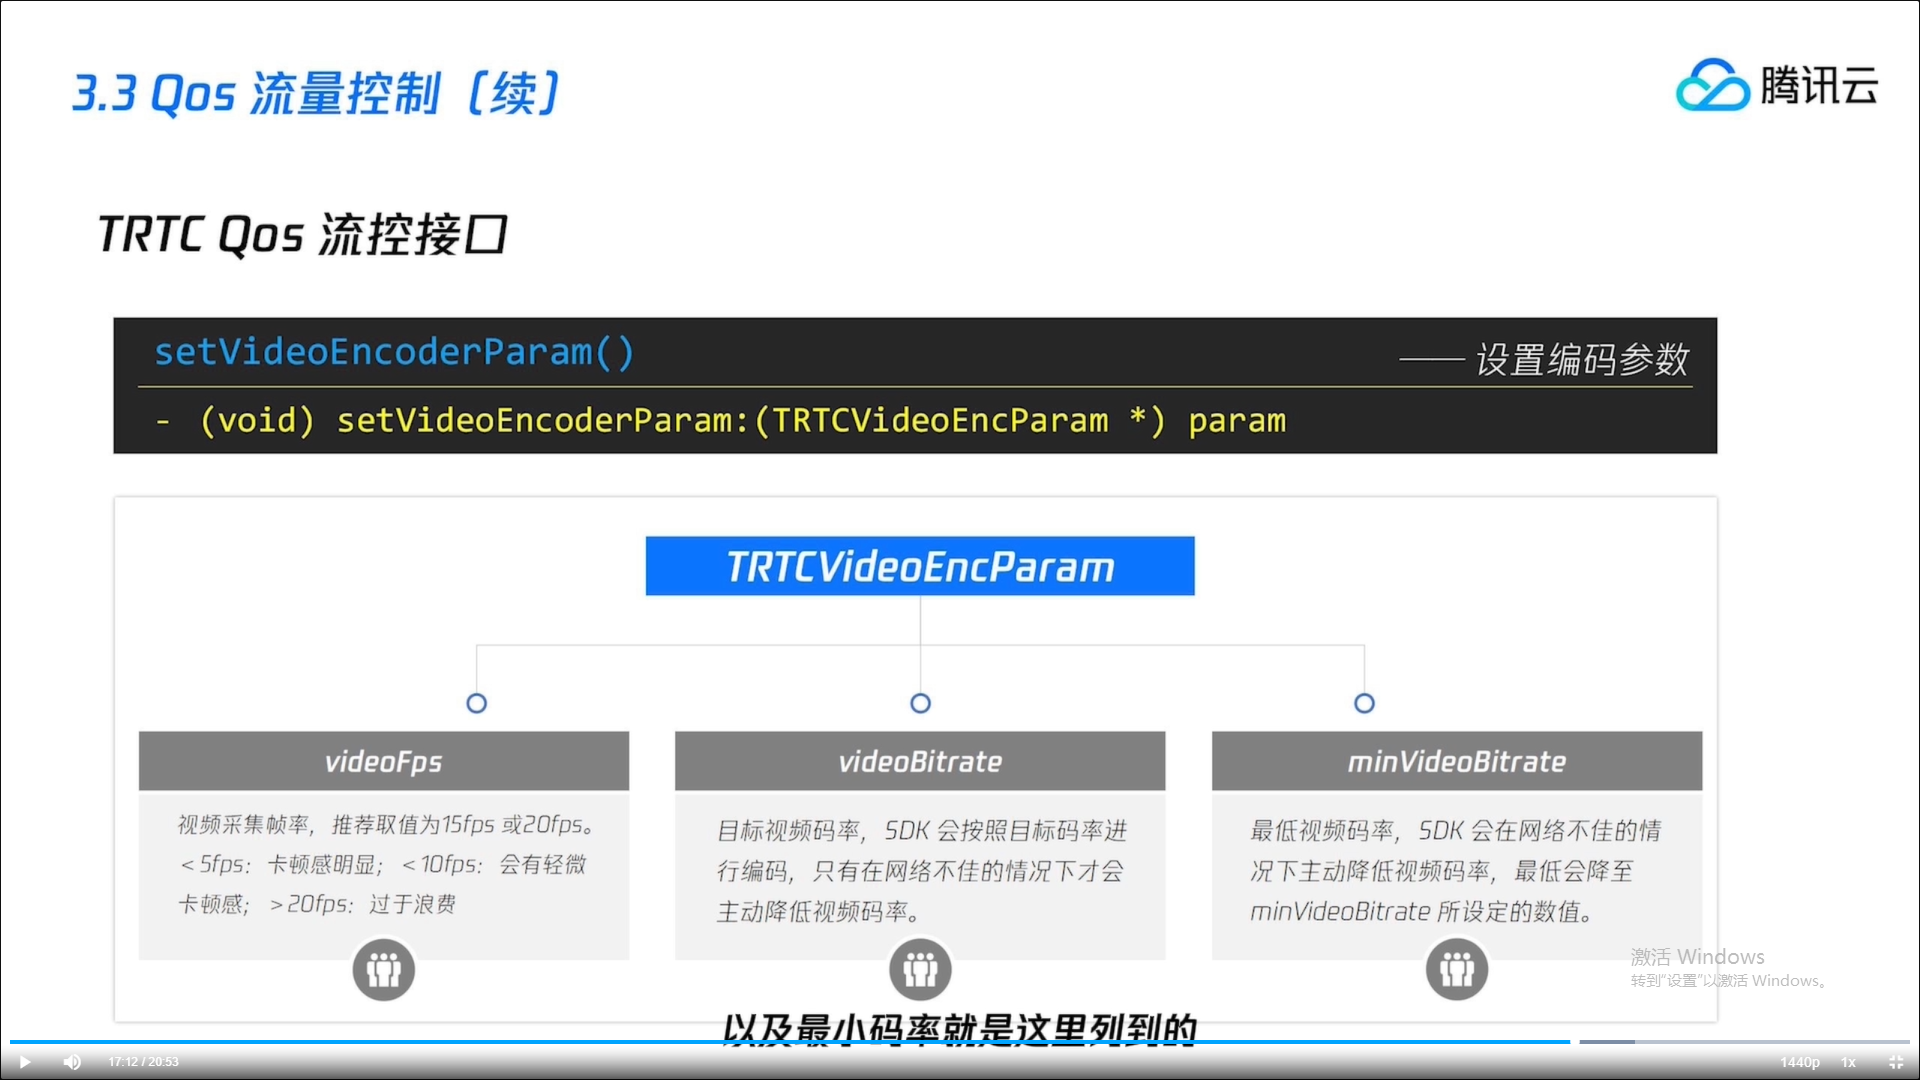 3.3 Qos 流量控制（续）
腾讯云
TRTC Qos 流控接口
setVideoEncoderParam()
—— 设置编码参数
- (void) setVideoEncoderParam:(TRTCVideoEncParam *) param
TRTCVideoEncParam
videoFps
视频采集帧率，推荐取值为15fps 或20fps。
＜5fps：卡顿感明显；＜10fps：会有轻微
卡顿感；＞20fps：过于浪费
videoBitrate
目标视频码率，SDK 会按照目标码率进
行编码，只有在网络不佳的情况下才会
主动降低视频码率。
minVideoBitrate
最低视频码率，SDK 会在网络不佳的情
况下主动降低视频码率，最低会降至
minVideoBitrate 所设定的数值。
激活 Windows
转到“设置”以激活 Windows。
以及最小码率就是这里列到的
17:12 / 20:53
1440p
1x